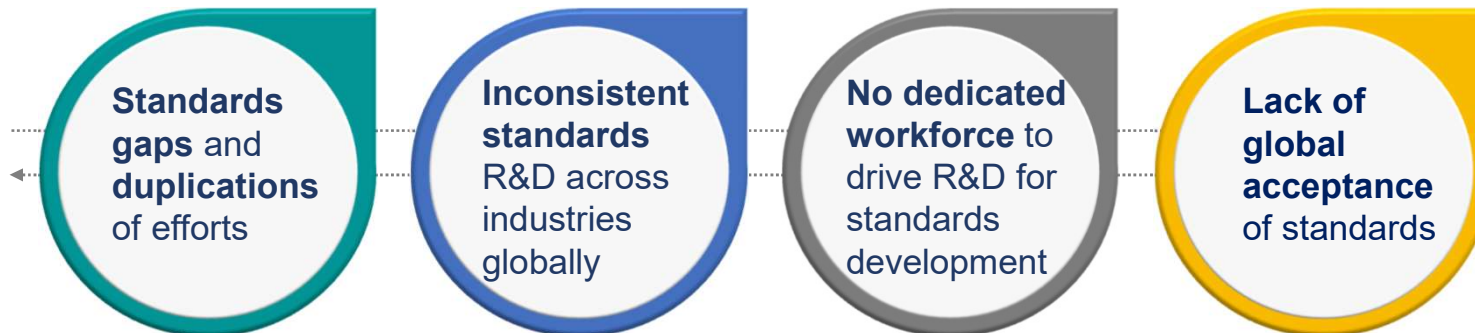 Standards
gaps and
duplications
of efforts
Inconsistent
standards
R&D across
industries
globally
No dedicated
workforce to
drive R&D for
standards
development
Lack of
global
acceptance
of standards